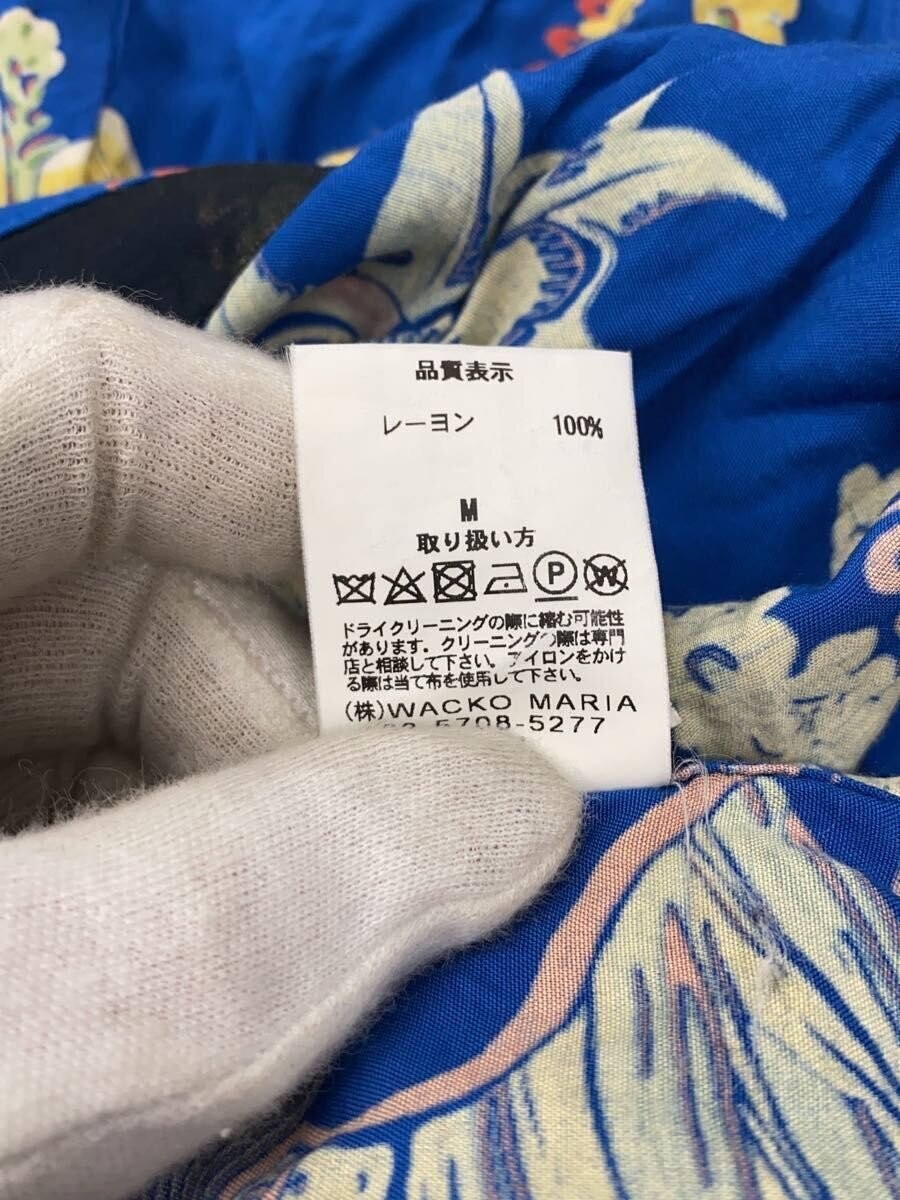 品質表示
レーヨン 100%
M
取り扱い方
P W
ドライクリーニングの際に縮む可能性
があります。クリーニングの際は専門
店と相談して下さい。アイロンをかけ
る際は当て布を使用して下さい。
(株)WACKO MARIA
5708-5277